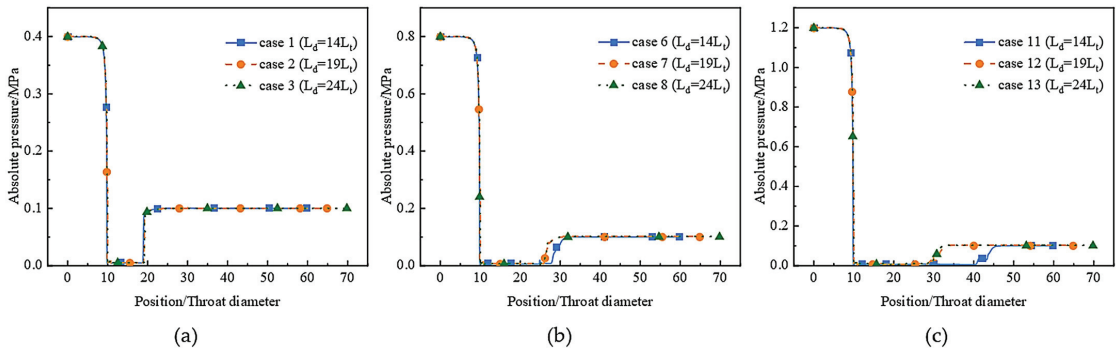 Absolute pressure/MPa
0.4
0.3
0.2
0.1
0.0
0 10 20 30 40 50 60 70
Position/Throat diameter
case 1 (Ld=14Lt)
case 2 (Ld=19Lt)
case 3 (Ld=24Lt)
(a)
Absolute pressure/MPa
0.8
0.6
0.4
0.2
0.0
0 10 20 30 40 50 60 70
Position/Throat diameter
case 6 (Ld=14Lt)
case 7 (Ld=19Lt)
case 8 (Ld=24Lt)
(b)
Absolute pressure/MPa
1.2
1.0
0.8
0.6
0.4
0.2
0.0
0 10 20 30 40 50 60 70
Position/Throat diameter
case 11 (Ld=14Lt)
case 12 (Ld=19Lt)
case 13 (Ld=24Lt)
(c)